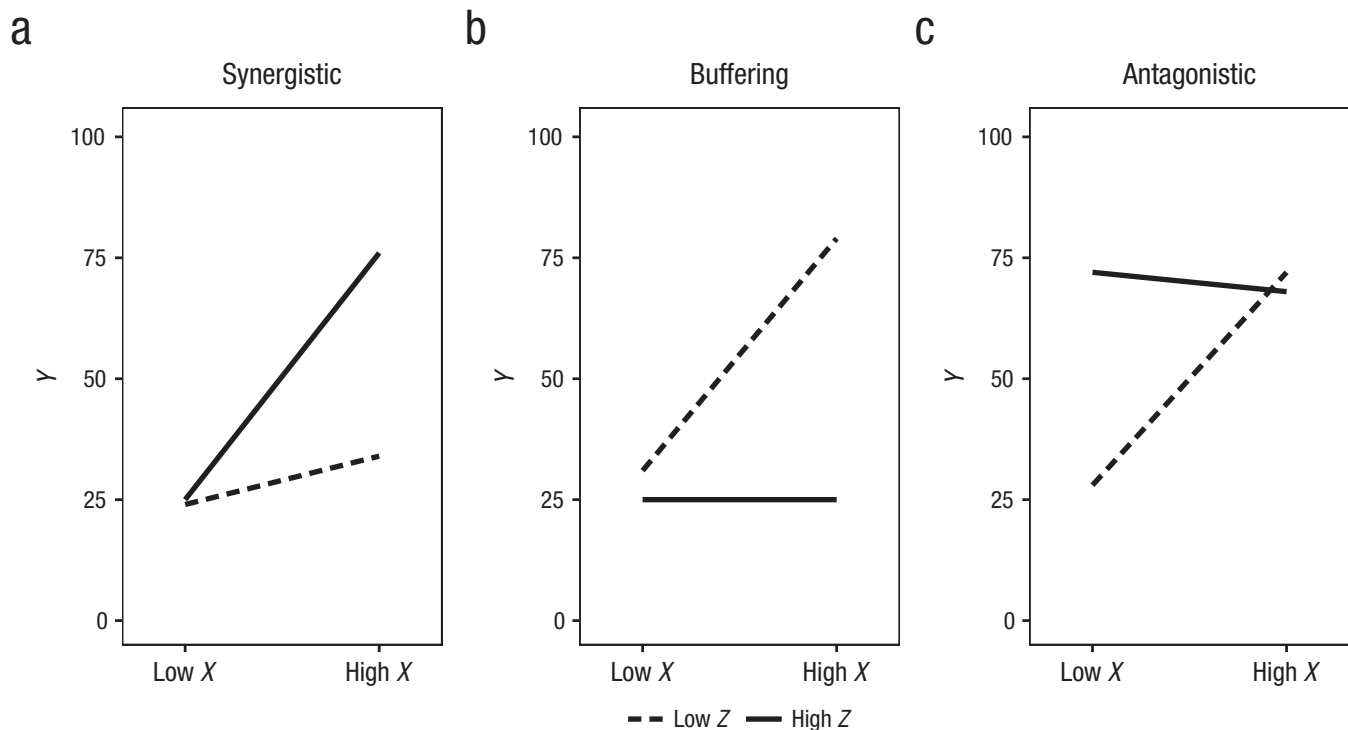 a
Synergistic
100
75
50
25
0
Y
Low X
High X
b
Buffering
100
75
50
25
0
Y
Low X
High X
c
Antagonistic
100
75
50
25
0
Y
Low X
High X
Low Z High Z